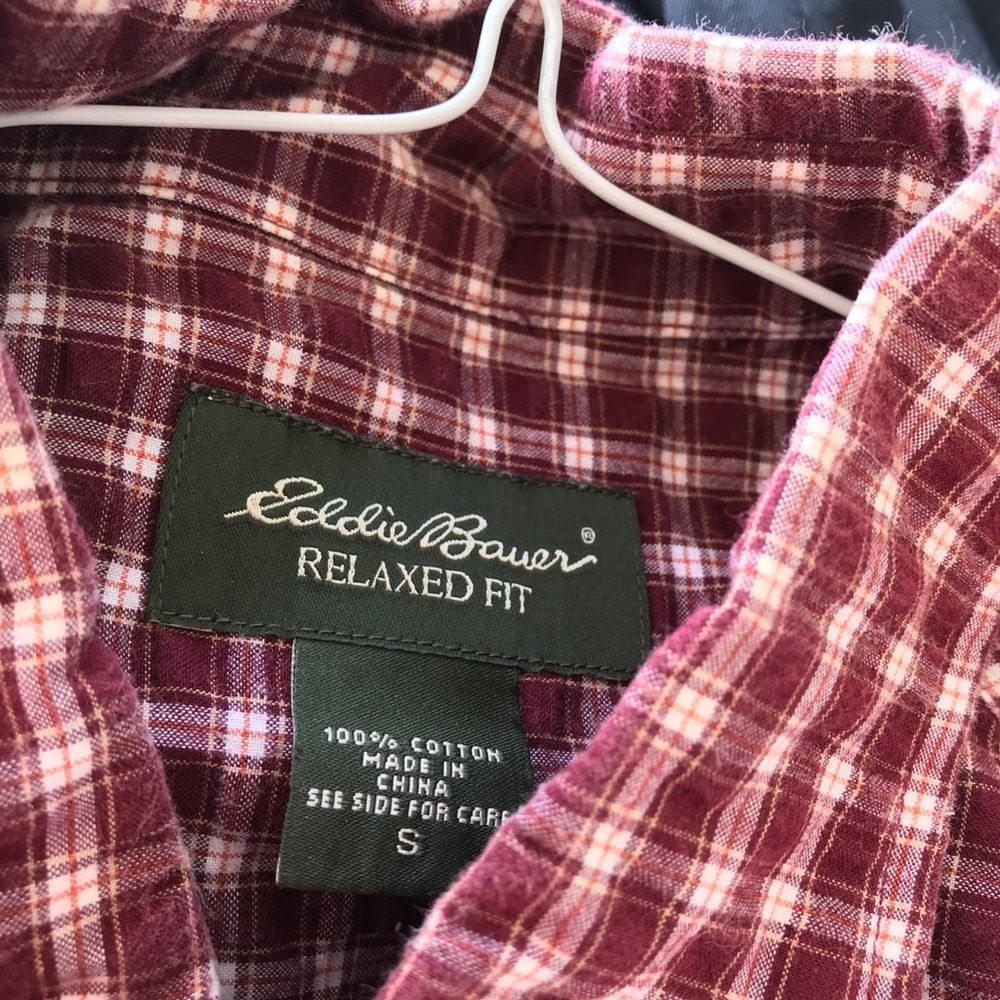 Eddie Bauer®
RELAXED FIT
100% COTTON
MADE IN
CHINA
SEE SIDE FOR CARE
S